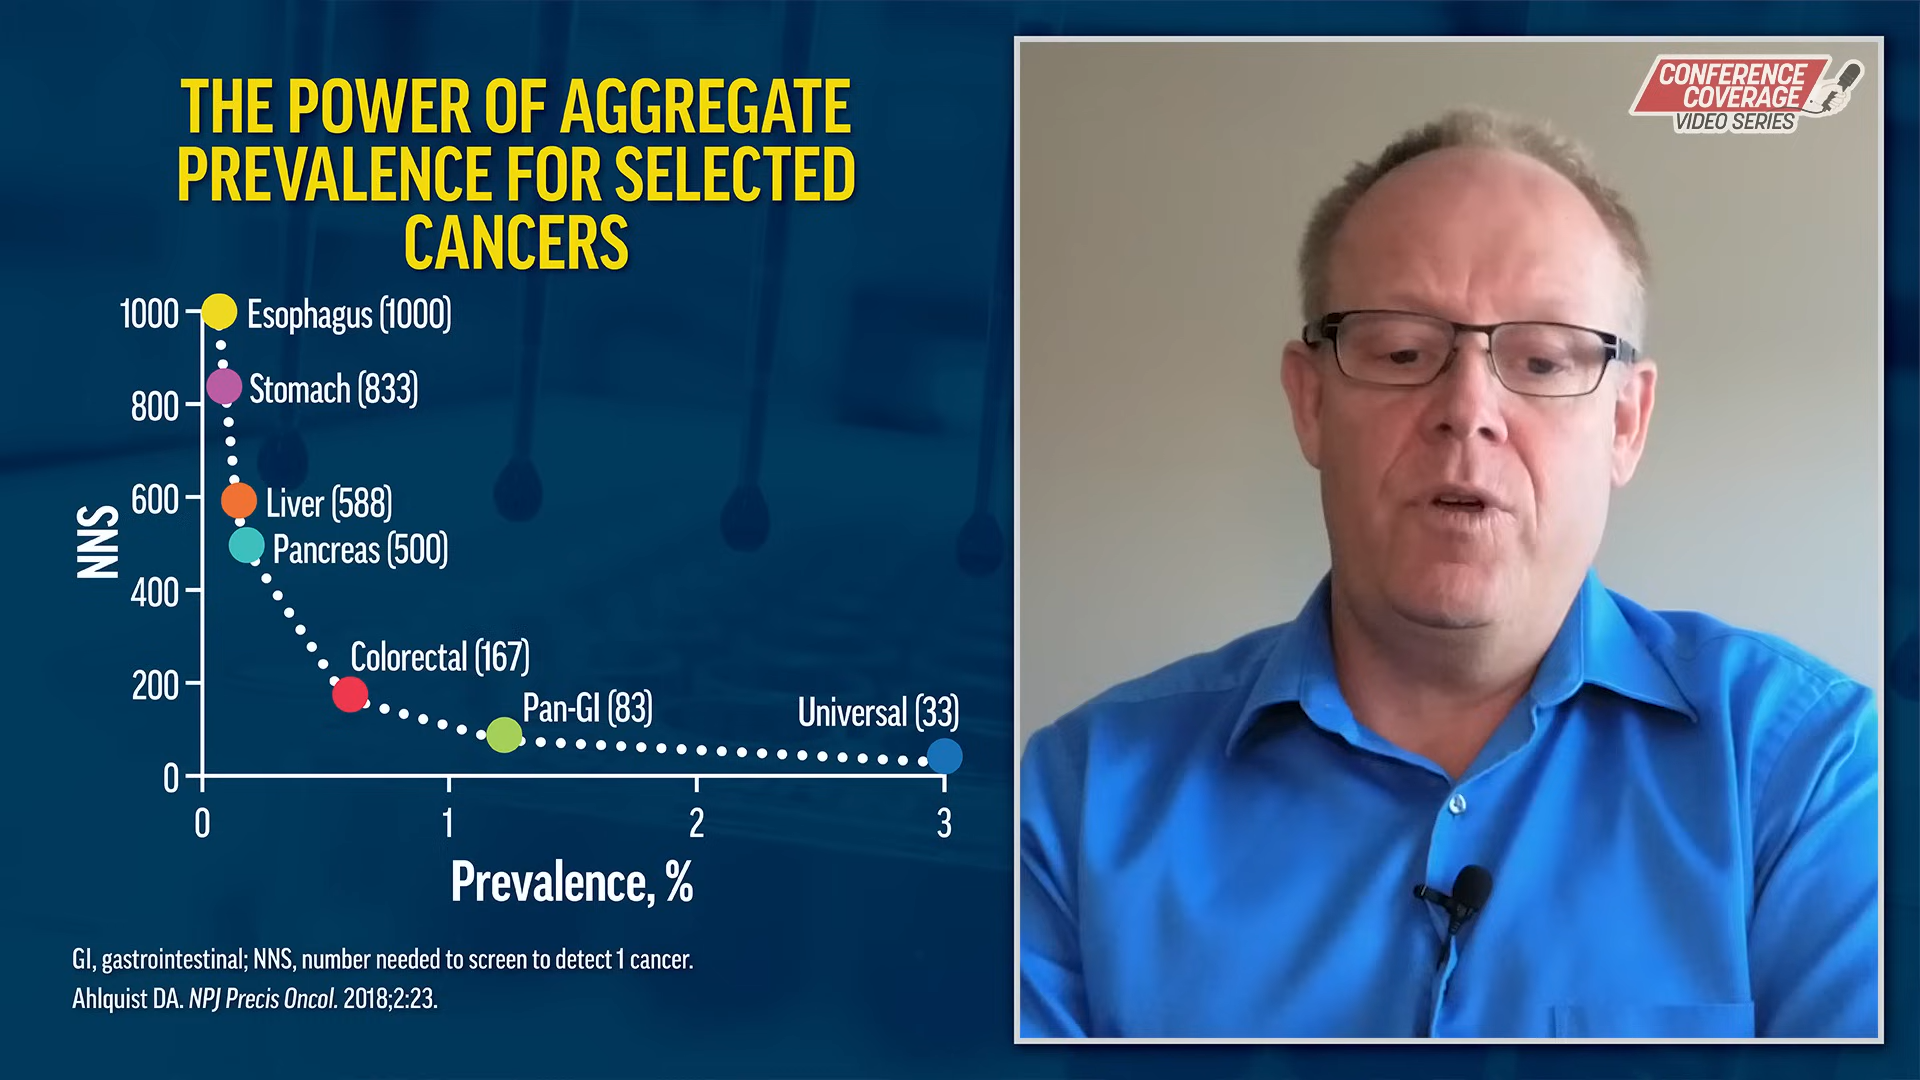 THE POWER OF AGGREGATE
PREVALENCE FOR SELECTED
CANCERS
1000
Esophagus (1000)
Stomach (833)
800
600
Liver (588)
NNS
Pancreas (500)
400
Colorectal (167)
200
Pan-GI (83)
Universal (33)
0
0 1 2 3
Prevalence, %
GI, gastrointestinal; NNS, number needed to screen to detect 1 cancer.
Ahlquist DA. NPJ Precis Oncol. 2018;2:23.
CONFERENCE
COVERAGE
VIDEO SERIES